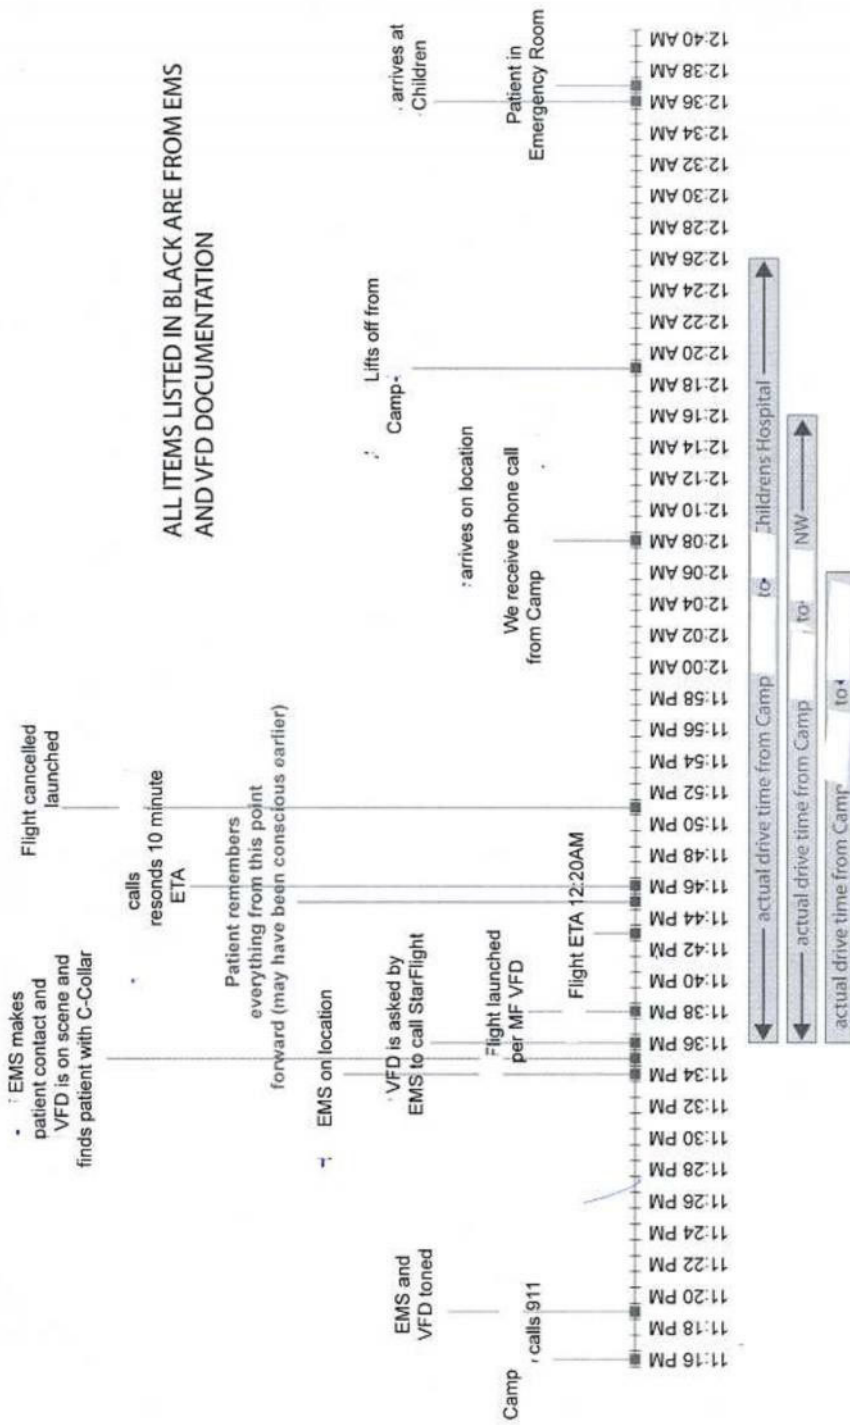 ALL ITEMS LISTED IN BLACK ARE FROM EMS
AND VFD DOCUMENTATION
Camp
calls 911
EMS and
VFD toned
EMS on location
EMS makes
patient contact and
VFD is on scene and
finds patient with C-Collar
VFD is asked by
EMS to call StarFlight
Flight launched
per MF VFD
Flight ETA 12:20AM
Patient remembers
everything from this point
forward (may have been conscious earlier)
calls
resonds 10 minute
ETA
Flight cancelled
launched
We receive phone call
from Camp
arrives on location
Lifts off from
Camp
arrives at
Children
Patient in
Emergency Room
11:16 PM
11:18 PM
11:20 PM
11:22 PM
11:24 PM
11:26 PM
11:28 PM
11:30 PM
11:32 PM
11:34 PM
11:36 PM
11:38 PM
11:40 PM
11:42 PM
11:44 PM
11:46 PM
11:48 PM
11:50 PM
11:52 PM
11:54 PM
11:56 PM
11:58 PM
12:00 AM
12:02 AM
12:04 AM
12:06 AM
12:08 AM
12:10 AM
12:12 AM
12:14 AM
12:16 AM
12:18 AM
12:20 AM
12:22 AM
12:24 AM
12:26 AM
12:28 AM
12:30 AM
12:32 AM
12:34 AM
12:36 AM
12:38 AM
12:40 AM
actual drive time from Camp to Childrens Hospital
actual drive time from Camp to NW
actual drive time from Camp to